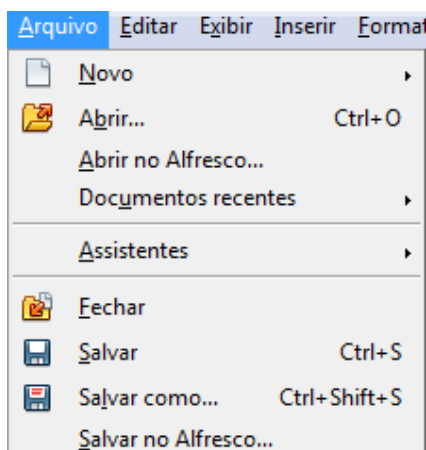 Arquivo Editar Exibir Inserir Format
Novo
Abrir... Ctrl+O
Abrir no Alfresco...
Documentos recentes
Assistentes
Fechar
Salvar Ctrl+S
Salvar como... Ctrl+Shift+S
Salvar no Alfresco...